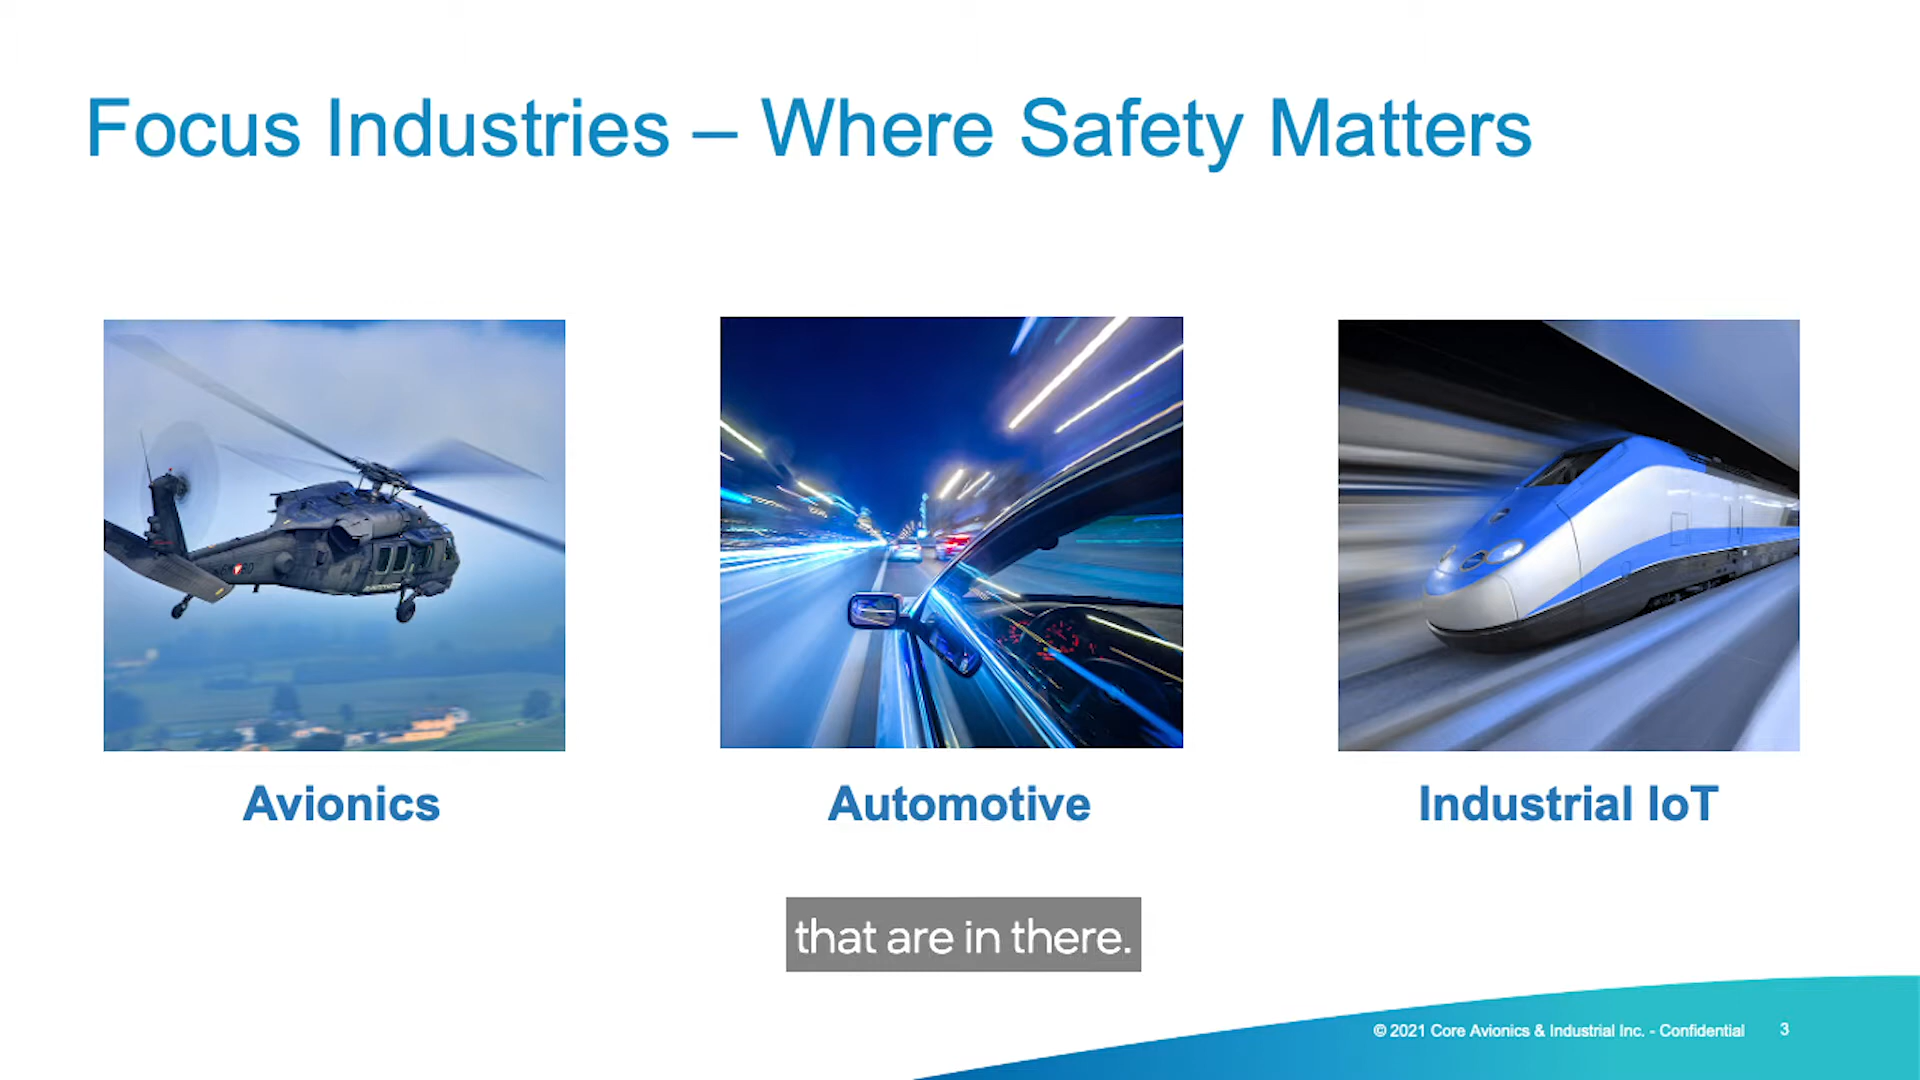 Focus Industries – Where Safety Matters
Avionics
Automotive
Industrial IoT
that are in there.
© 2021 Core Avionics & Industrial Inc. - Confidential
3